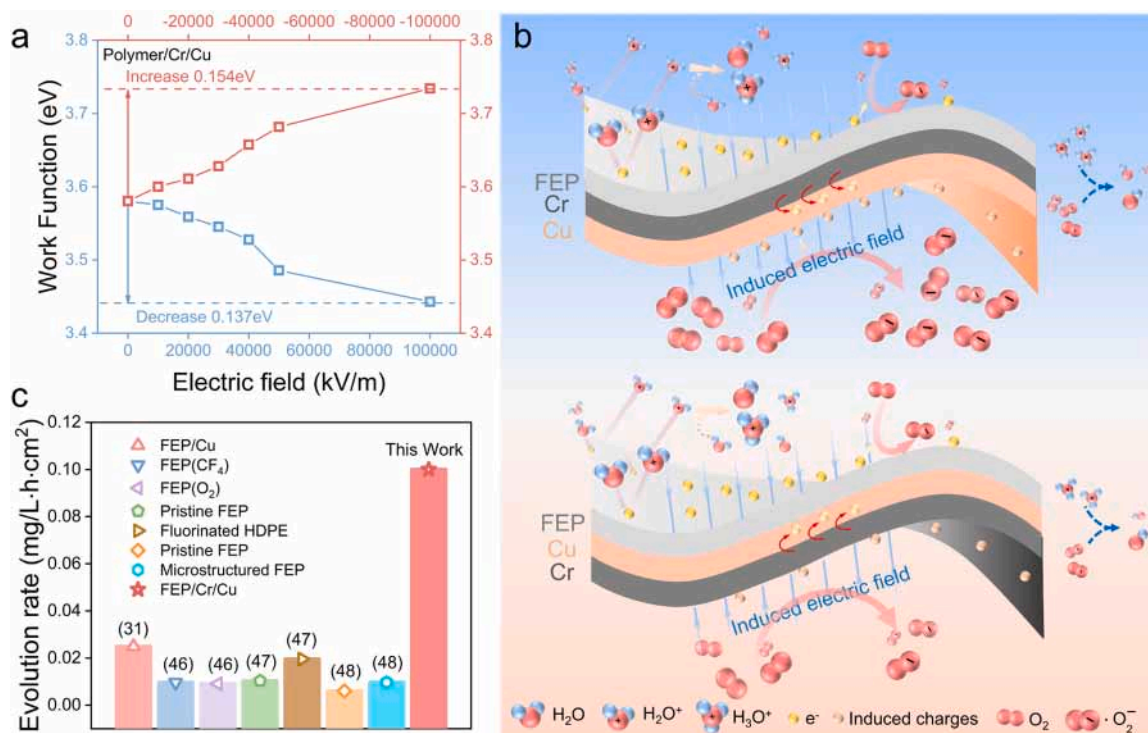 a
0 -20000 -40000 -60000 -80000 -100000
3.8
3.7
3.6
3.5
3.4
Work Function (eV)
Polymer/Cr/Cu
Increase 0.154eV
Decrease 0.137eV
3.8
3.7
3.6
3.5
3.4
0 20000 40000 60000 80000 100000
Electric field (kV/m)
b
FEP
Cr
Cu
Induced electric field
FEP
Cu
Cr
Induced electric field
H₂O H₂O⁺ H₃O⁺ e⁻ Induced charges O₂ ·O₂⁻
c
Evolution rate (mg/L·h·cm²)
0.12
0.10
0.08
0.06
0.04
0.02
0.00
FEP/Cu
FEP(CF₄)
FEP(O₂)
Pristine FEP
Fluorinated HDPE
Pristine FEP
Microstructured FEP
FEP/Cr/Cu
This Work
(31)
(46)
(46)
(47)
(47)
(48)
(48)